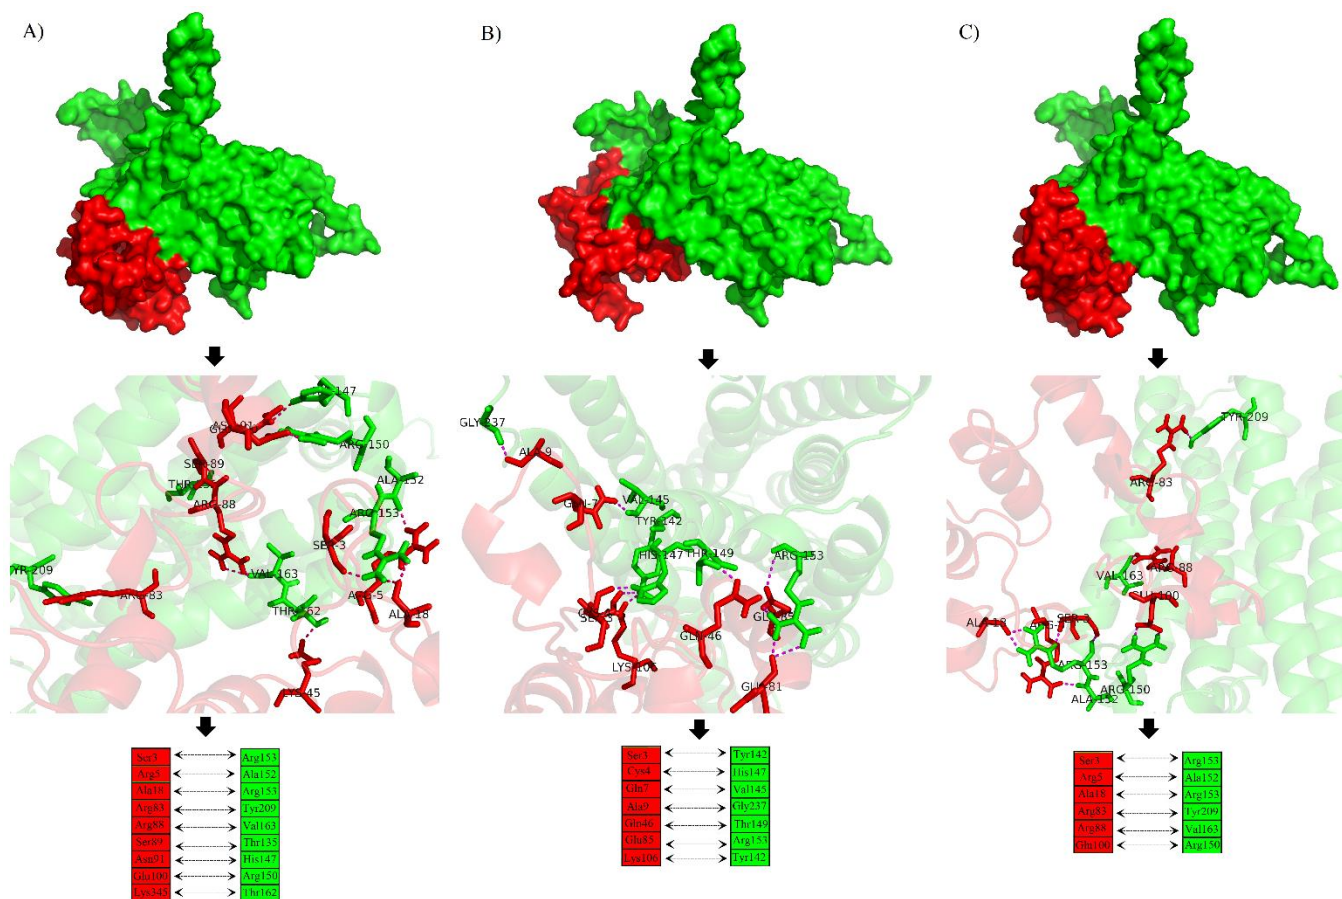 A)
B)
C)
147
ARG-150
SER-89
ALA-152
ARG-88
ARG-153
SER-3
VAL-163
TYR-209
ARG-83
ARG-5
ALA-18
THR-162
LYS-45
GLY-237
ALA-9
GLN-7
VAL-145
TYR-142
HIS-147
THR-149
ARG-153
SER-3
GLN-46
LYS-106
GLU-81
TYR-209
ARG-83
VAL-163
ARG-88
GLU-100
ALA-18
SER-3
ARG-153
ARG-150
ALA-152
Ser3 Arg153
Arg5 Ala152
Ala18 Arg153
Arg83 Tyr209
Arg88 Val163
Ser89 Thr135
Asn91 His147
Glu100 Arg150
Lys345 Thr162
Ser3 Tyr142
Cys4 His147
Gln7 Val145
Ala9 Gly237
Gln46 Thr149
Glu85 Arg153
Lys106 Tyr142
Ser3 Arg153
Arg5 Ala152
Ala18 Arg153
Arg83 Tyr209
Arg88 Val163
Glu100 Arg150